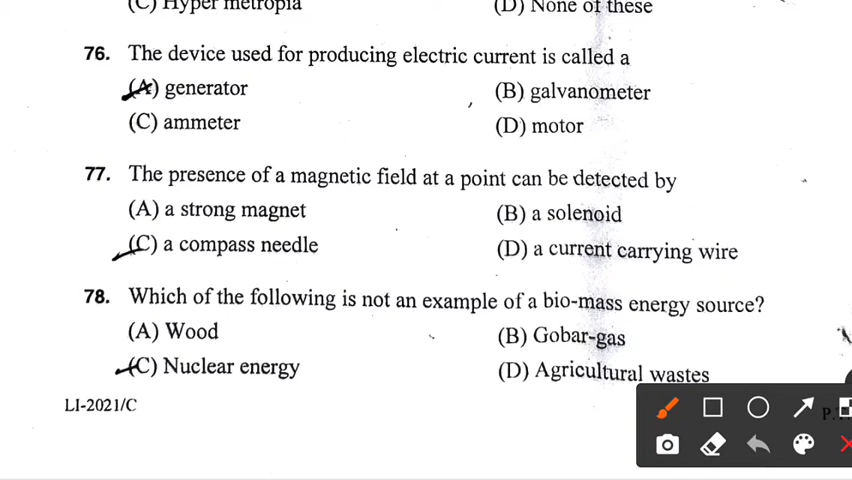 (C) Hyper metropia (D) None of these
76. The device used for producing electric current is called a
(A) generator (B) galvanometer
(C) ammeter (D) motor
77. The presence of a magnetic field at a point can be detected by
(A) a strong magnet (B) a solenoid
(C) a compass needle (D) a current carrying wire
78. Which of the following is not an example of a bio-mass energy source?
(A) Wood (B) Gobar-gas
(C) Nuclear energy (D) Agricultural wastes
LI-2021/C